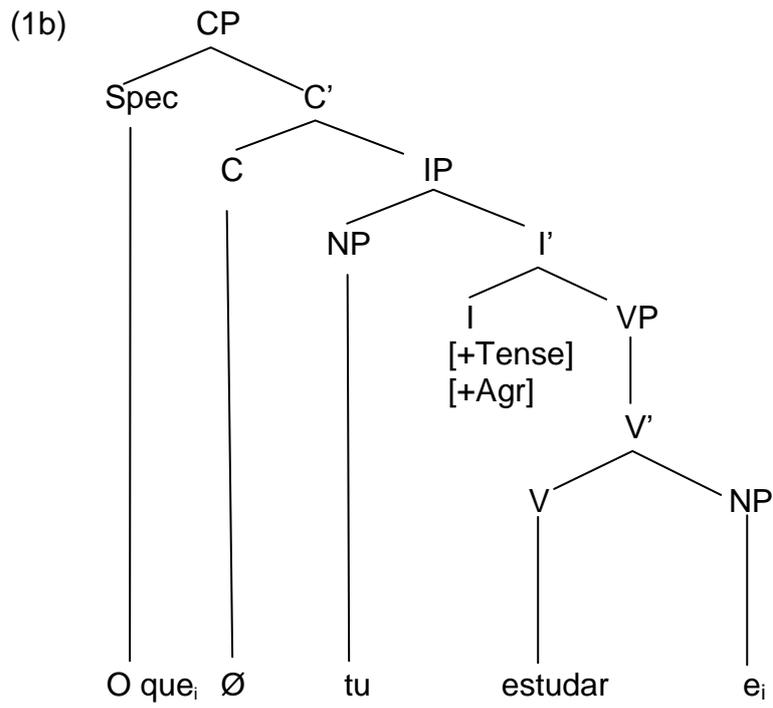 (1b) CP
Spec C’
C IP
NP I’
I VP
[+Tense]
[+Agr]
V’
V NP
O queᵢ Ø tu estudar eᵢ